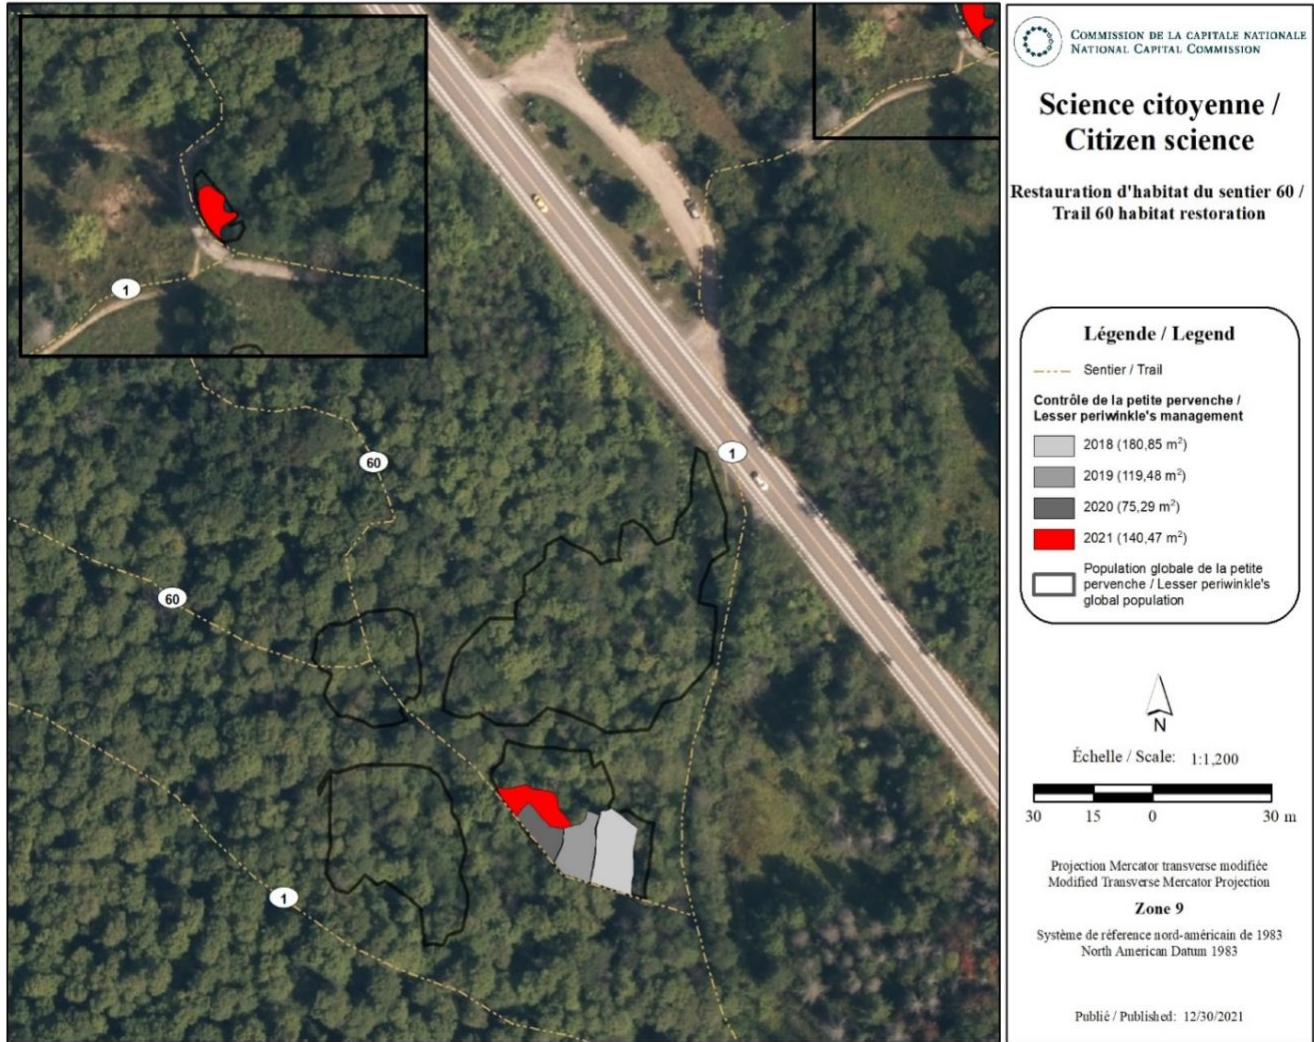 1
1
60
60
1
COMMISSION DE LA CAPITALE NATIONALE
NATIONAL CAPITAL COMMISSION
Science citoyenne /
Citizen science
Restauration d'habitat du sentier 60 /
Trail 60 habitat restoration
Légende / Legend
Sentier / Trail
Contrôle de la petite pervenche /
Lesser periwinkle's management
2018 (180,85 m²)
2019 (119,48 m²)
2020 (75,29 m²)
2021 (140,47 m²)
Population globale de la petite
pervenche / Lesser periwinkle's
global population
N
Échelle / Scale: 1:1,200
30 15 0 30 m
Projection Mercator transverse modifiée
Modified Transverse Mercator Projection
Zone 9
Système de réference nord-américain de 1983
North American Datum 1983
Publié / Published: 12/30/2021